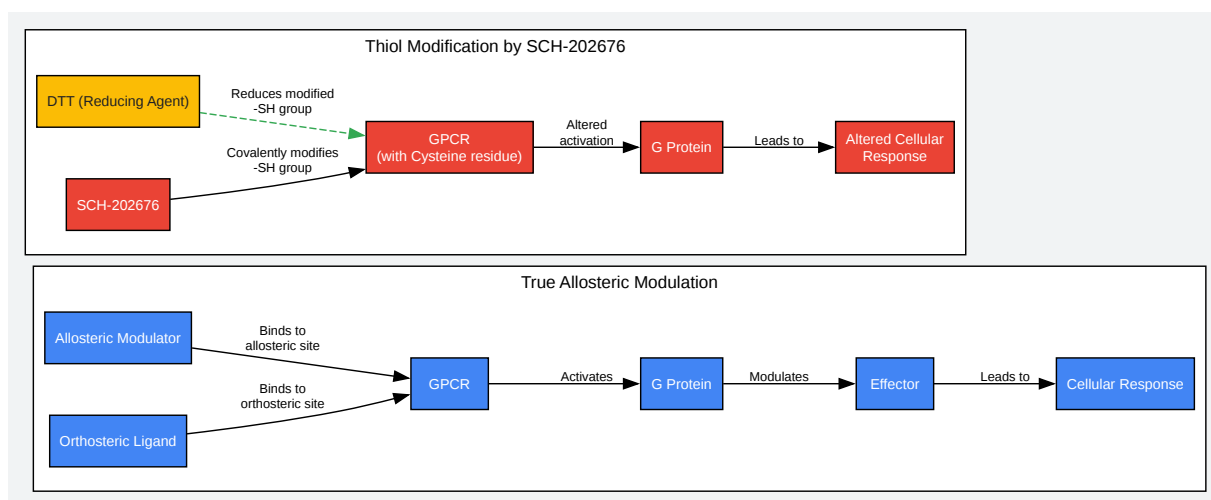 Thiol Modification by SCH-202676
DTT (Reducing Agent)
Reduces modified
-SH group
Covalently modifies
-SH group
SCH-202676
GPCR
(with Cysteine residue)
Altered
activation
G Protein
Leads to
Altered Cellular
Response
True Allosteric Modulation
Allosteric Modulator
Binds to
allosteric site
Binds to
orthosteric site
Orthosteric Ligand
GPCR
Activates
G Protein
Modulates
Effector
Leads to
Cellular Response